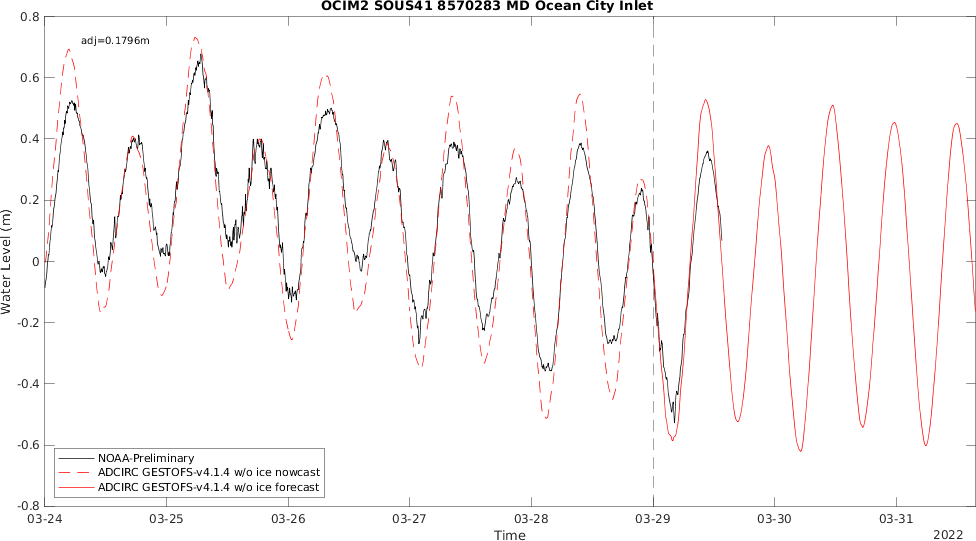 OCIM2 SOUS41 8570283 MD Ocean City Inlet
adj=0.1796m
0.8
0.6
0.4
0.2
0
-0.2
-0.4
-0.6
-0.8
Water Level (m)
NOAA-Preliminary
ADCIRC GESTOFS-v4.1.4 w/o ice nowcast
ADCIRC GESTOFS-v4.1.4 w/o ice forecast
03-24 03-25 03-26 03-27 03-28 03-29 03-30 03-31
Time
2022